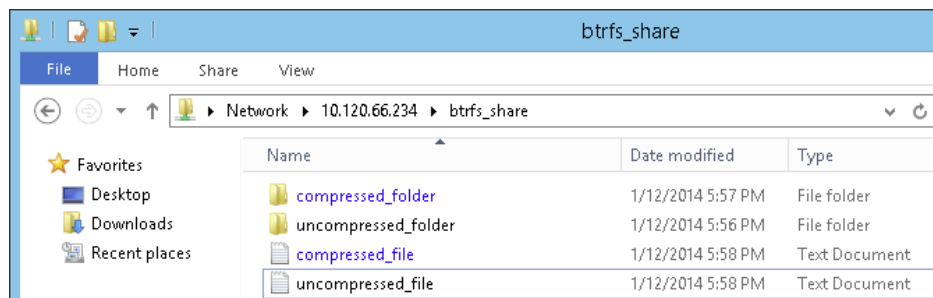 btrfs_share
File Home Share View
Network 10.120.66.234 btrfs_share
Favorites
Desktop
Downloads
Recent places
Name Date modified Type
compressed_folder 1/12/2014 5:57 PM File folder
uncompressed_folder 1/12/2014 5:56 PM File folder
compressed_file 1/12/2014 5:58 PM Text Document
uncompressed_file 1/12/2014 5:58 PM Text Document